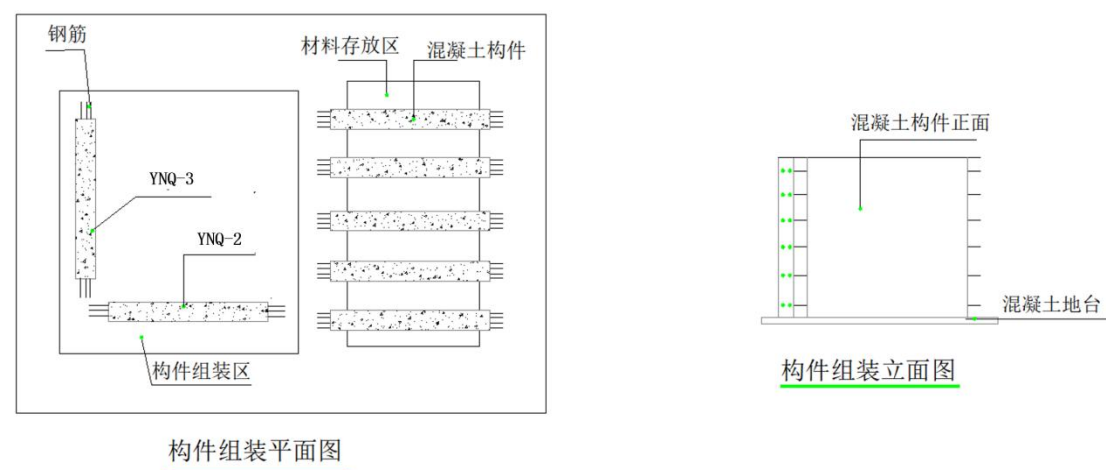 钢筋
材料存放区
混凝土构件
YNQ-3
YNQ-2
构件组装区
构件组装平面图
混凝土构件正面
混凝土地台
构件组装立面图